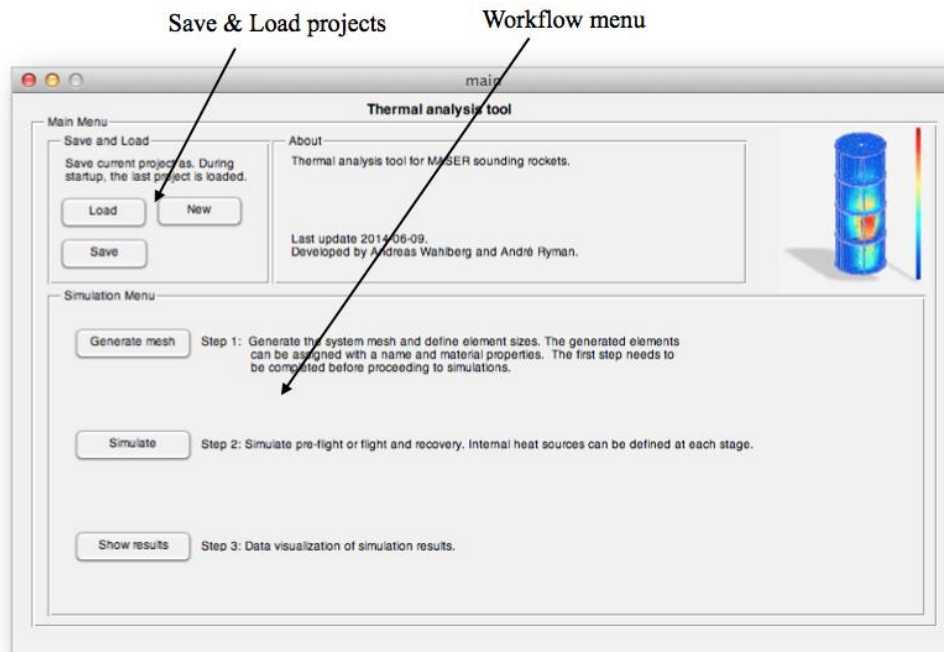 Save & Load projects
Workflow menu
main
Thermal analysis tool
Main Menu
Save and Load
Save current project as. During
startup, the last project is loaded.
Load
New
Save
About
Thermal analysis tool for MASER sounding rockets.
Last update 2014-06-09.
Developed by Andreas Wahlberg and André Ryman.
Simulation Menu
Generate mesh
Step 1: Generate the system mesh and define element sizes. The generated elements
can be assigned with a name and material properties. The first step needs to
be completed before proceeding to simulations.
Simulate
Step 2: Simulate pre-flight or flight and recovery. Internal heat sources can be defined at each stage.
Show results
Step 3: Data visualization of simulation results.